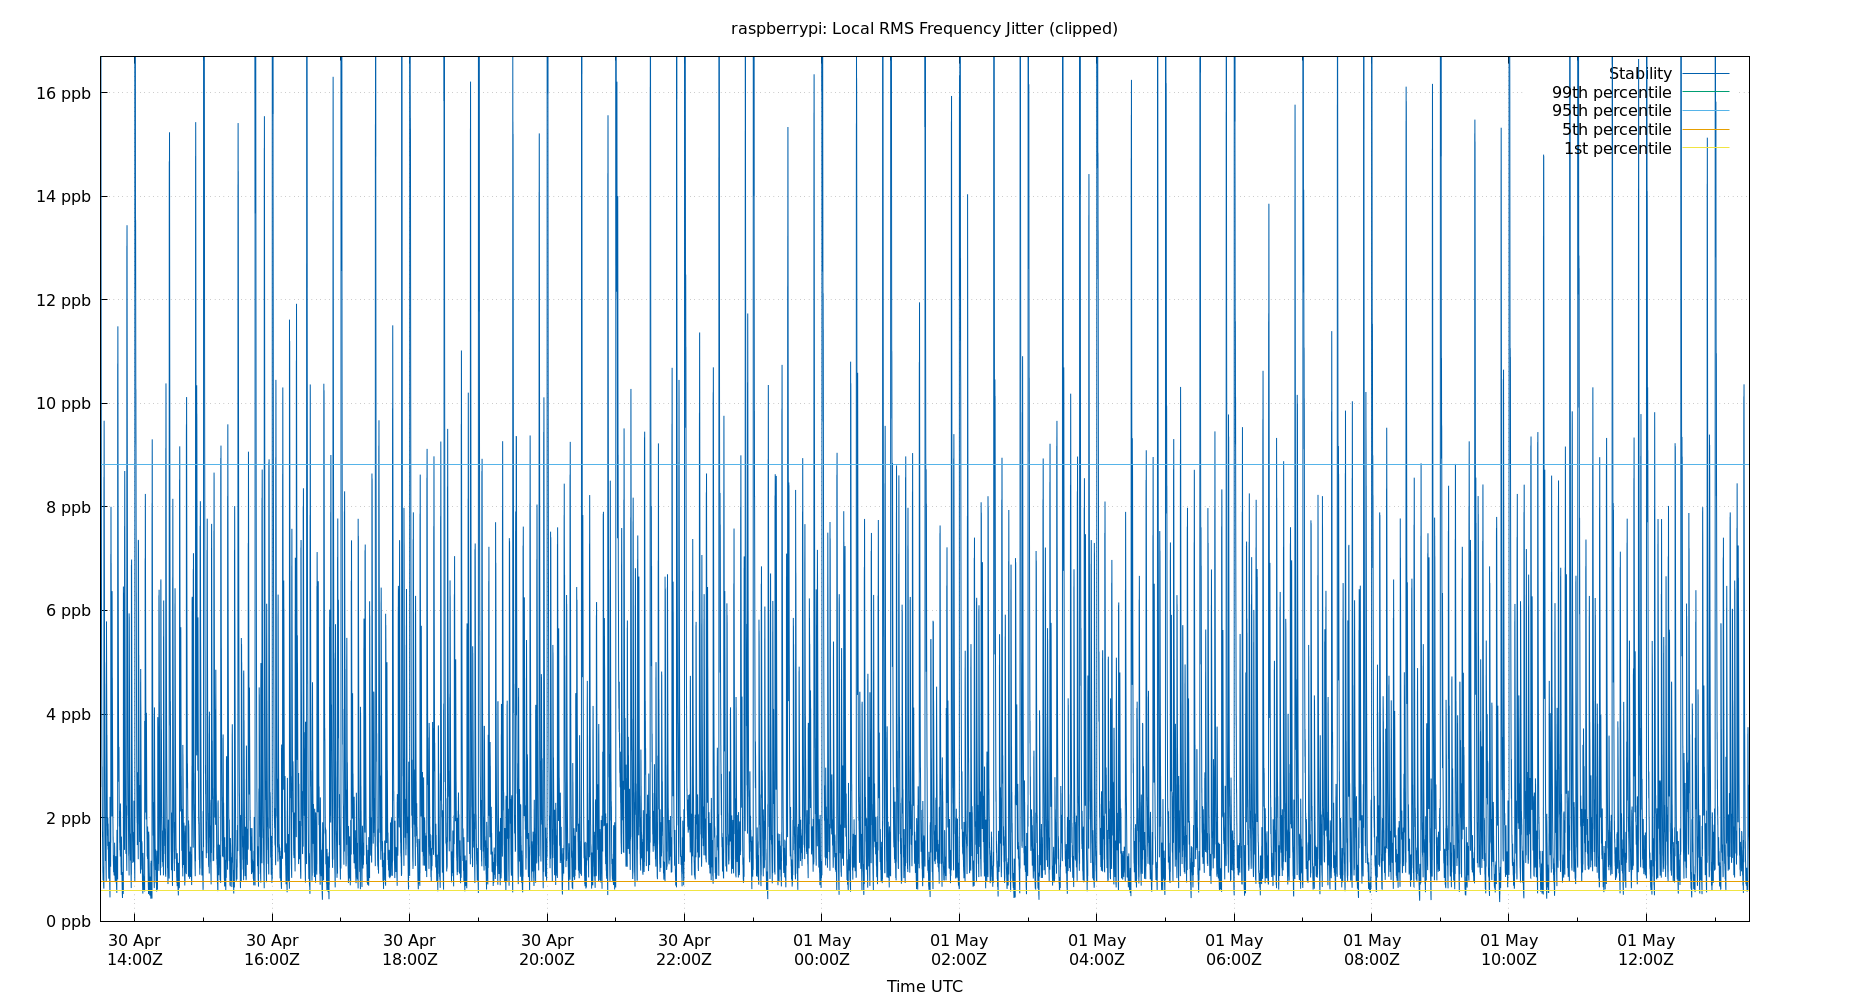 raspberrypi: Local RMS Frequency Jitter (clipped)
Stability
99th percentile
95th percentile
5th percentile
1st percentile
16 ppb
14 ppb
12 ppb
10 ppb
8 ppb
6 ppb
4 ppb
2 ppb
0 ppb
30 Apr 30 Apr 30 Apr 30 Apr 30 Apr 01 May 01 May 01 May 01 May 01 May 01 May 01 May
14:00Z 16:00Z 18:00Z 20:00Z 22:00Z 00:00Z 02:00Z 04:00Z 06:00Z 08:00Z 10:00Z 12:00Z
Time UTC